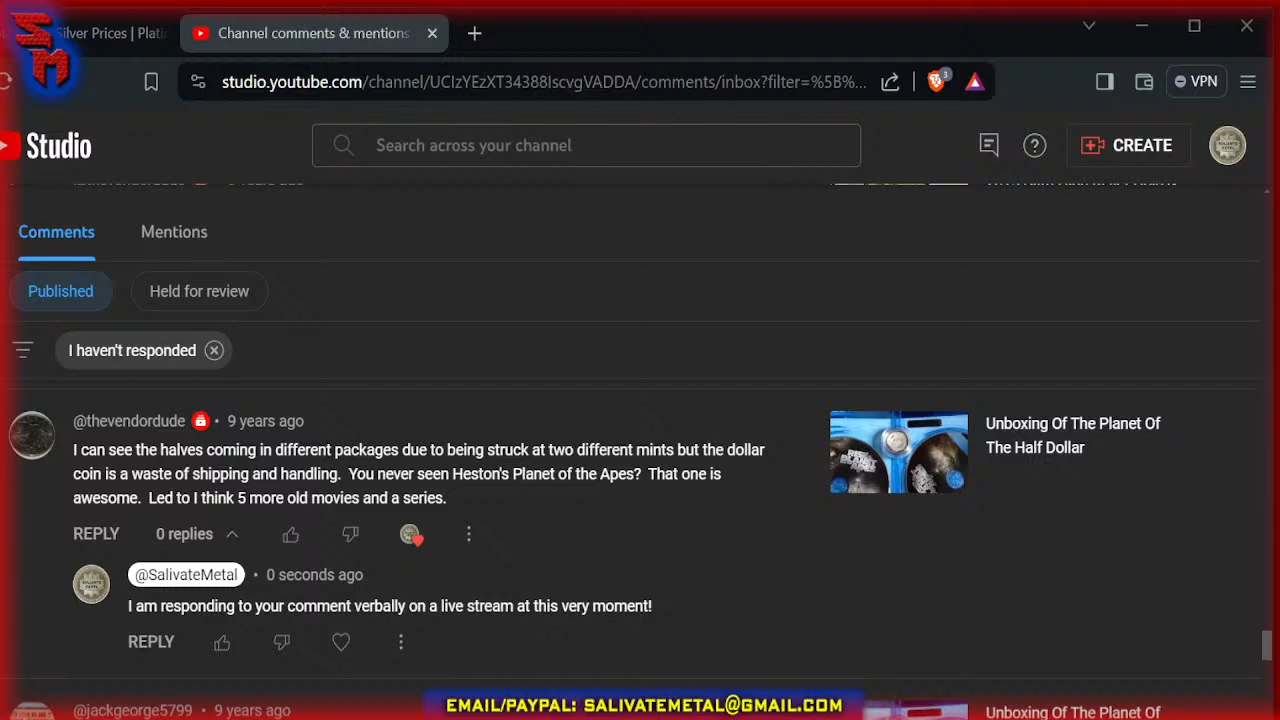 SM
Silver Prices | Plati
Channel comments & mentions
studio.youtube.com/channel/UClzYEzXT34388IscvgVADDA/comments/inbox?filter=%5B%...
3
VPN
Studio
Search across your channel
CREATE
Comments
Mentions
Published
Held for review
I haven't responded
@thevendordude • 9 years ago
I can see the halves coming in different packages due to being struck at two different mints but the dollar
coin is a waste of shipping and handling. You never seen Heston's Planet of the Apes? That one is
awesome. Led to I think 5 more old movies and a series.
Unboxing Of The Planet Of
The Half Dollar
REPLY
0 replies
@SalivateMetal • 0 seconds ago
I am responding to your comment verbally on a live stream at this very moment!
REPLY
@jackgeorge5799 • 9 years ago
Unboxing Of The Planet Of
EMAIL/PAYPAL: SALIVATEMETAL@GMAIL.COM